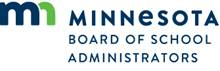 MINNESOTA
BOARD OF SCHOOL
ADMINISTRATORS